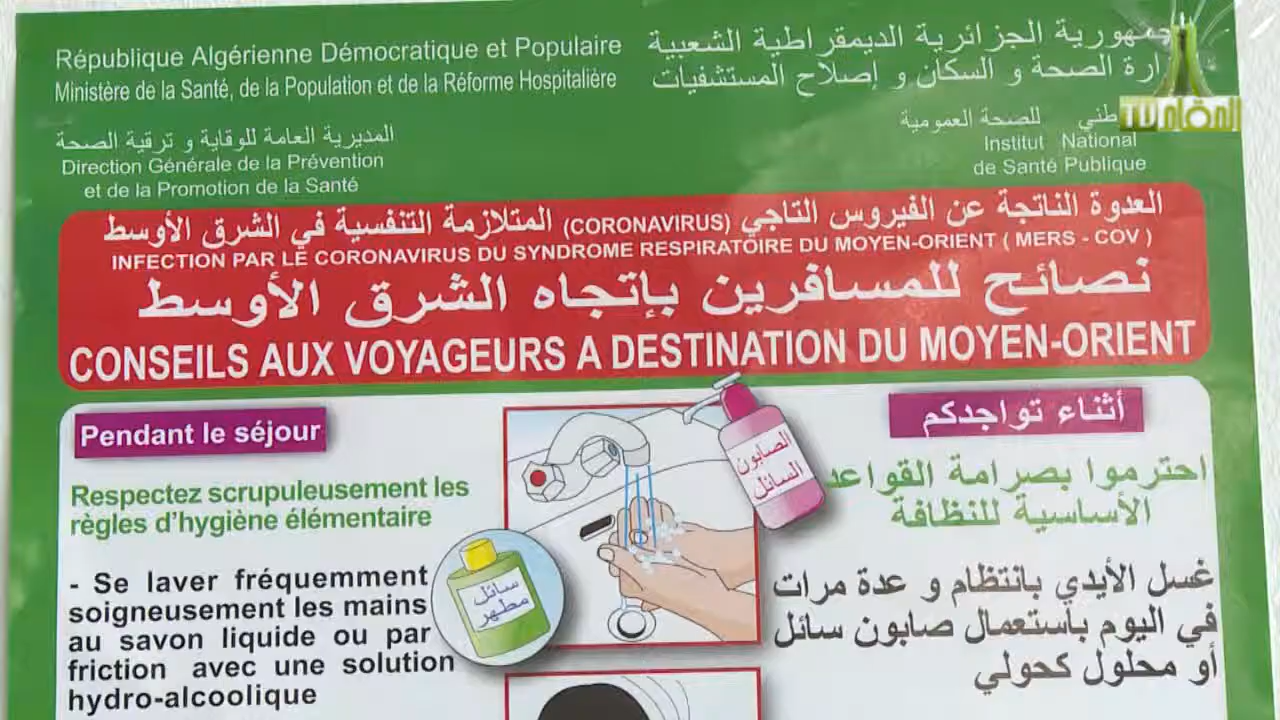 République Algérienne Démocratique et Populaire
Ministère de la Santé, de la Population et de la Réforme Hospitalière
الجزائرية الديمقراطية الشعبية
الصحة و السكان و إصلاح المستشفيات
المديرية العامة للوقاية و ترقية الصحة
Direction Générale de la Prévention
et de la Promotion de la Santé
للصحة العمومية
Institut National
de Santé Publique
المقام TV
العدوة الناتجة عن الفيروس التاجي (CORONAVIRUS) المتلازمة التنفسية في الشرق الأوسط
INFECTION PAR LE CORONAVIRUS DU SYNDROME RESPIRATOIRE DU MOYEN-ORIENT ( MERS - COV )
نصائح للمسافرين بإتجاه الشرق الأوسط
CONSEILS AUX VOYAGEURS A DESTINATION DU MOYEN-ORIENT
Pendant le séjour
Respectez scrupuleusement les
règles d'hygiène élémentaire
- Se laver fréquemment
soigneusement les mains
au savon liquide ou par
friction avec une solution
hydro-alcoolique
سائل
مطهر
الصابون
السائل
أثناء تواجدكم
احترموا بصرامة القواعد
الأساسية للنظافة
غسل الأيدي بانتظام و عدة مرات
في اليوم باستعمال صابون سائل
أو محلول كحولي